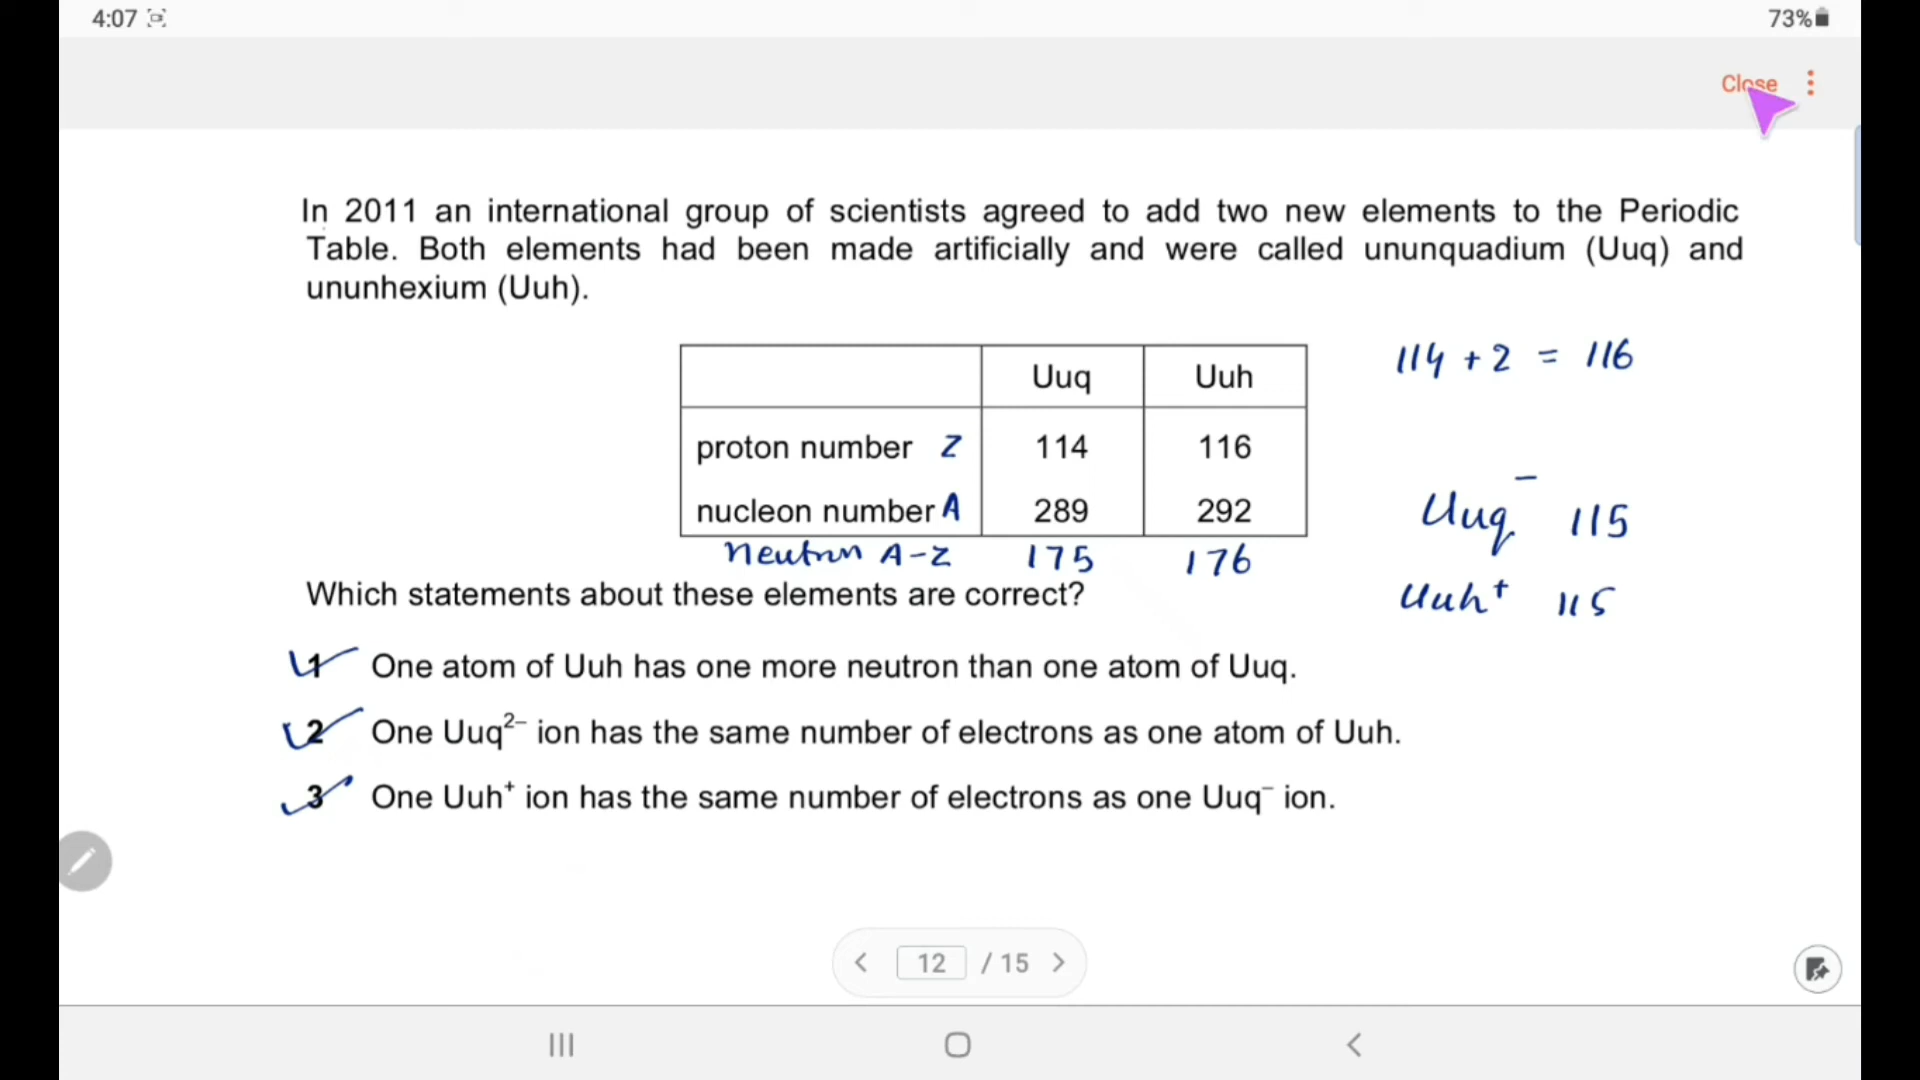 4:07
73%
Close
In 2011 an international group of scientists agreed to add two new elements to the Periodic
Table. Both elements had been made artificially and were called ununquadium (Uuq) and
ununhexium (Uuh).
Uuq Uuh
114 + 2 = 116
proton number Z 114 116
nucleon number A 289 292
Uuq⁻ 115
Neutron A-Z 175 176
Which statements about these elements are correct?
Uuh⁺ 115
1 One atom of Uuh has one more neutron than one atom of Uuq.
2 One Uuq²⁻ ion has the same number of electrons as one atom of Uuh.
3 One Uuh⁺ ion has the same number of electrons as one Uuq⁻ ion.
12 / 15